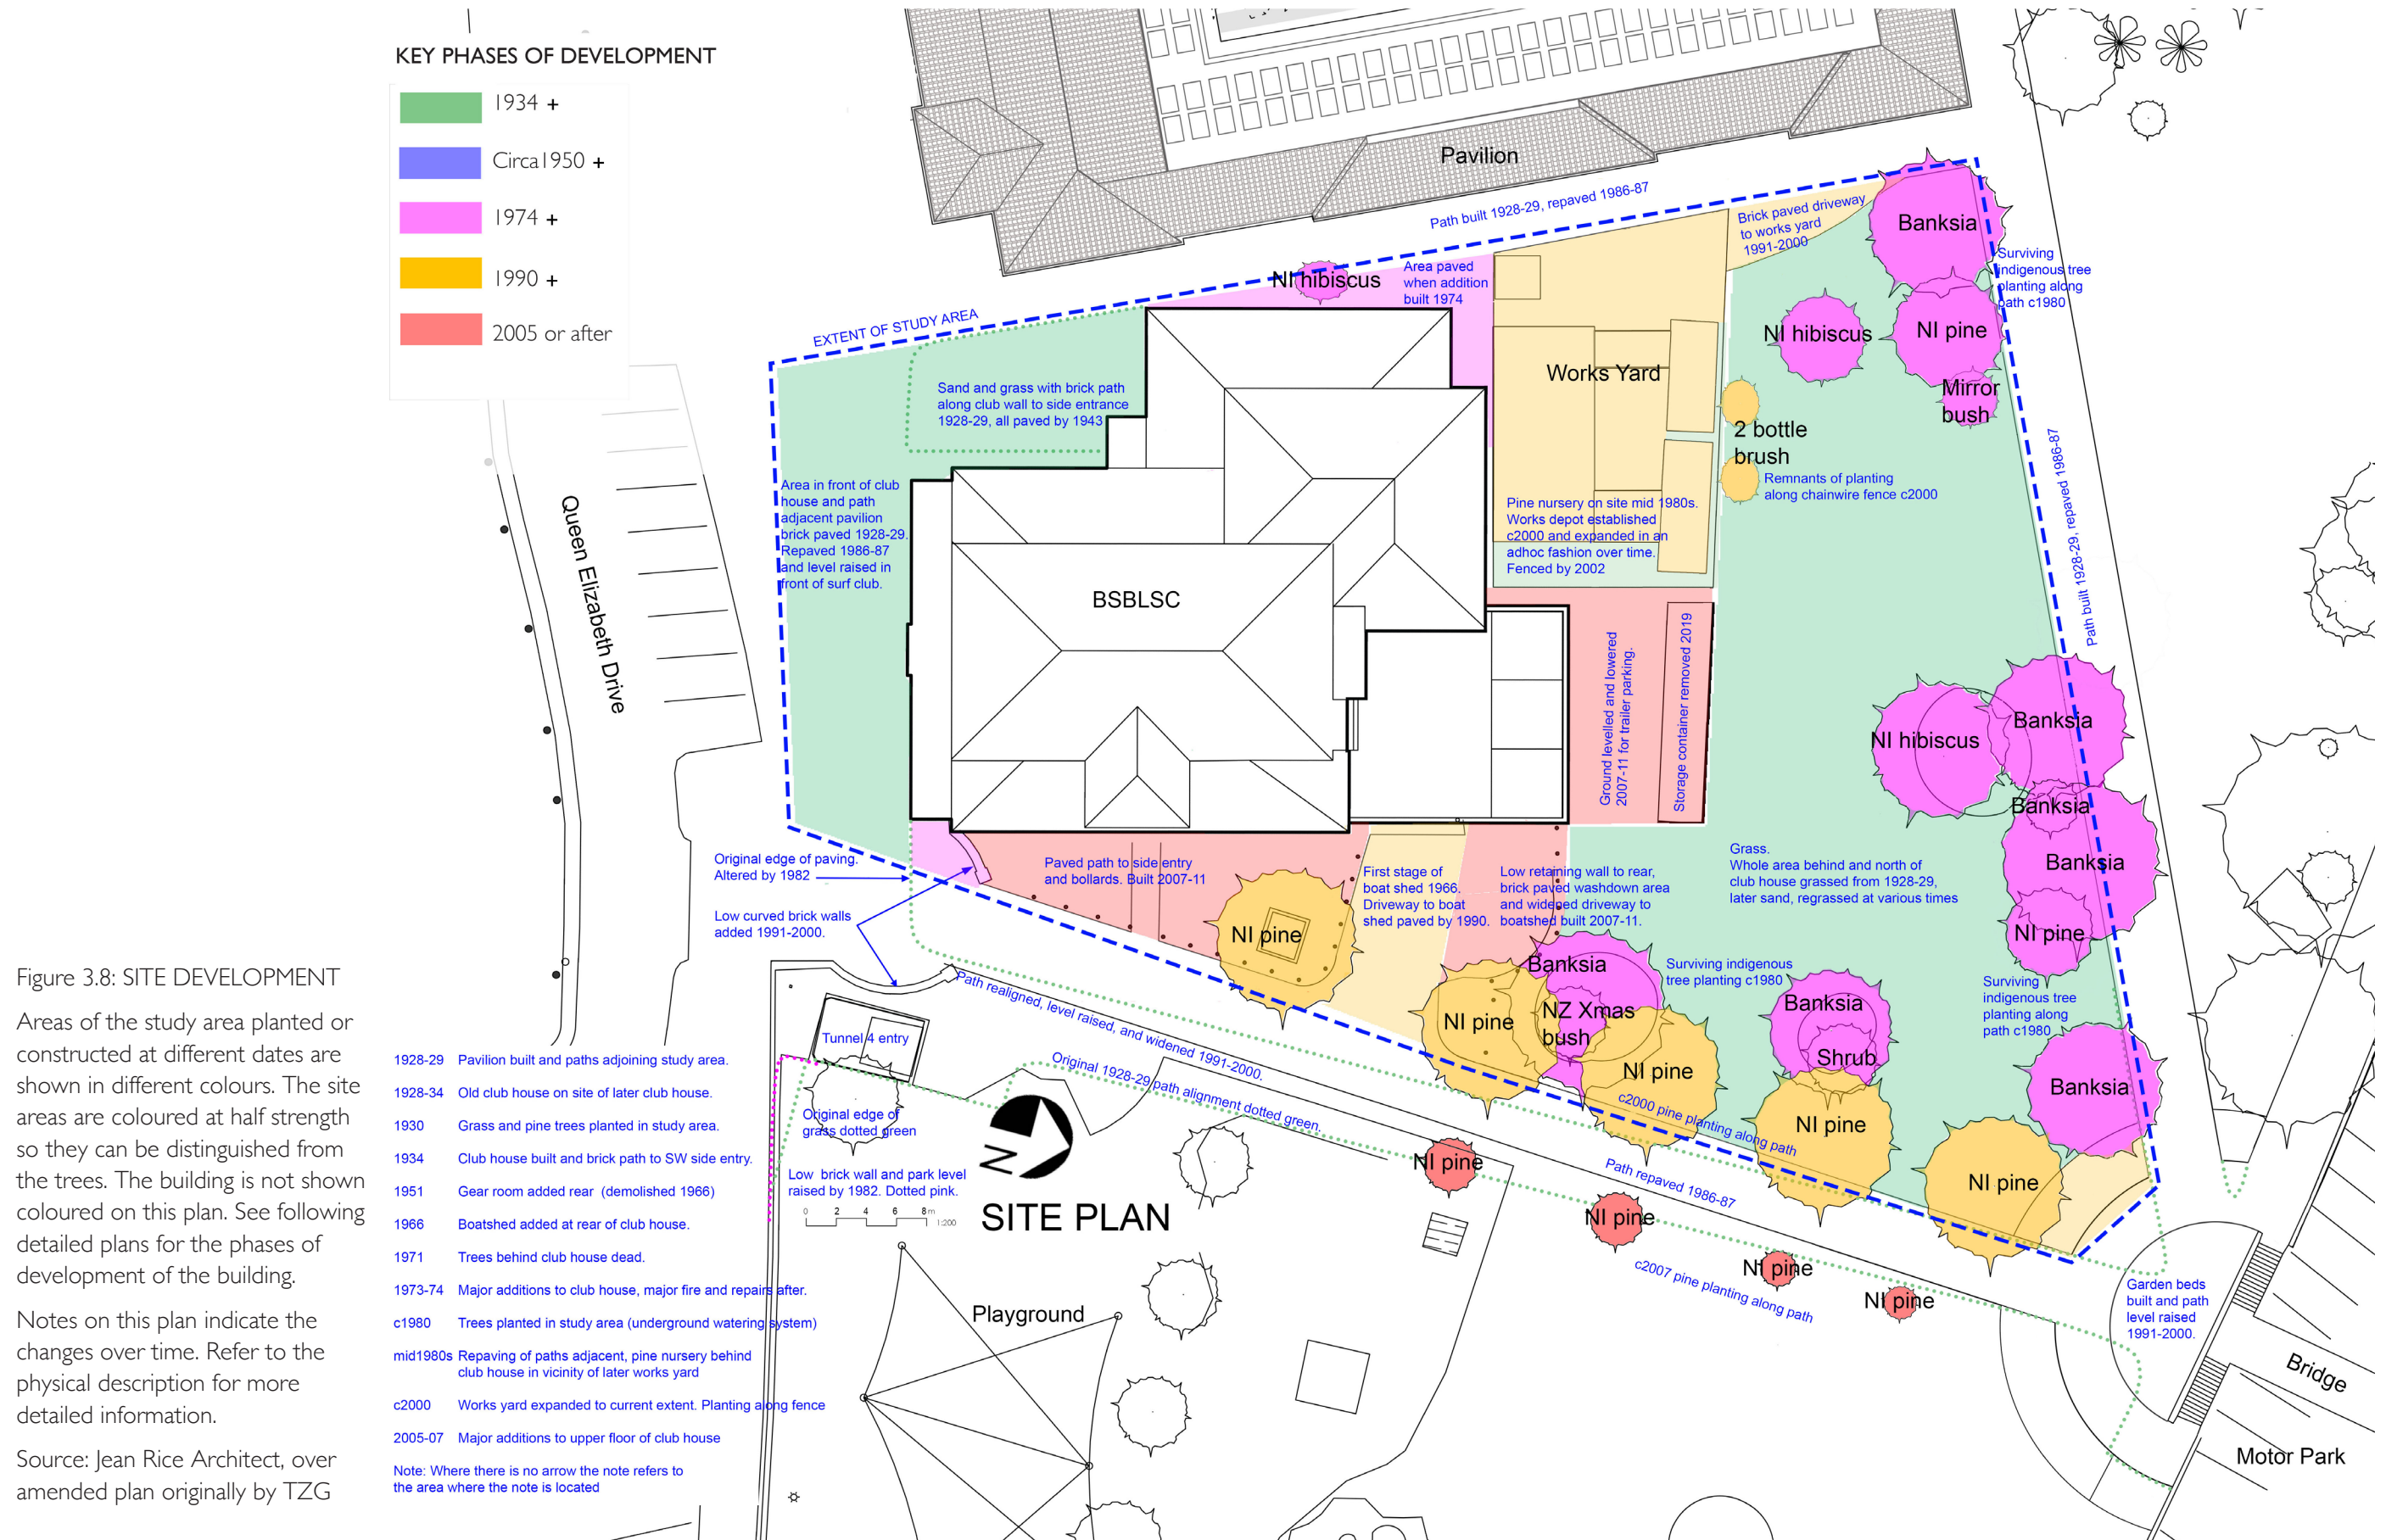 KEY PHASES OF DEVELOPMENT
1934 +
Circa1950 +
1974 +
1990 +
2005 or after
Pavilion
Path built 1928-29, repaved 1986-87
EXTENT OF STUDY AREA
NI hibiscus
Area paved
when addition
built 1974
Brick paved driveway
to works yard
1991-2000
Banksia
Surviving
indigenous tree
planting along
path c1980
NI hibiscus
NI pine
Mirror
bush
Works Yard
2 bottle
brush
Remnants of planting
along chainwire fence c2000
Path built 1928-29, repaved 1986-87
Sand and grass with brick path
along club wall to side entrance
1928-29, all paved by 1943
Area in front of club
house and path
adjacent pavilion
brick paved 1928-29.
Repaved 1986-87
and level raised in
front of surf club.
Pine nursery on site mid 1980s.
Works depot established
c2000 and expanded in an
adhoc fashion over time.
Fenced by 2002
Queen Elizabeth Drive
BSBLSC
Ground levelled and lowered
2007-11 for trailer parking.
Storage container removed 2019
NI hibiscus
Banksia
Banksia
Banksia
NI pine
Grass.
Whole area behind and north of
club house grassed from 1928-29,
later sand, regrassed at various times
Original edge of paving.
Altered by 1982
Low curved brick walls
added 1991-2000.
Paved path to side entry
and bollards. Built 2007-11
NI pine
First stage of
boat shed 1966.
Driveway to boat
shed paved by 1990.
Low retaining wall to rear,
brick paved washdown area
and widened driveway to
boatshed built 2007-11.
Banksia
Surviving indigenous
tree planting c1980
NI pine
NZ Xmas
bush
NI pine
Banksia
Shrub
NI pine
Surviving
indigenous tree
planting along
path c1980
Banksia
NI pine
c2000 pine planting along path
Path realigned, level raised, and widened 1991-2000.
Original 1928-29 path alignment dotted green.
Path repaved 1986-87
Tunnel 4 entry
Original edge of
grass dotted green
Low brick wall and park level
raised by 1982. Dotted pink.
0 2 4 6 8m
1:200
N
SITE PLAN
NI pine
NI pine
NI pine
NI pine
c2007 pine planting along path
Playground
Garden beds
built and path
level raised
1991-2000.
Bridge
Motor Park
Figure 3.8: SITE DEVELOPMENT
Areas of the study area planted or
constructed at different dates are
shown in different colours. The site
areas are coloured at half strength
so they can be distinguished from
the trees. The building is not shown
coloured on this plan. See following
detailed plans for the phases of
development of the building.
Notes on this plan indicate the
changes over time. Refer to the
physical description for more
detailed information.
Source: Jean Rice Architect, over
amended plan originally by TZG
1928-29 Pavilion built and paths adjoining study area.
1928-34 Old club house on site of later club house.
1930 Grass and pine trees planted in study area.
1934 Club house built and brick path to SW side entry.
1951 Gear room added rear (demolished 1966)
1966 Boatshed added at rear of club house.
1971 Trees behind club house dead.
1973-74 Major additions to club house, major fire and repairs after.
c1980 Trees planted in study area (underground watering system)
mid1980s Repaving of paths adjacent, pine nursery behind
club house in vicinity of later works yard
c2000 Works yard expanded to current extent. Planting along fence
2005-07 Major additions to upper floor of club house
Note: Where there is no arrow the note refers to
the area where the note is located